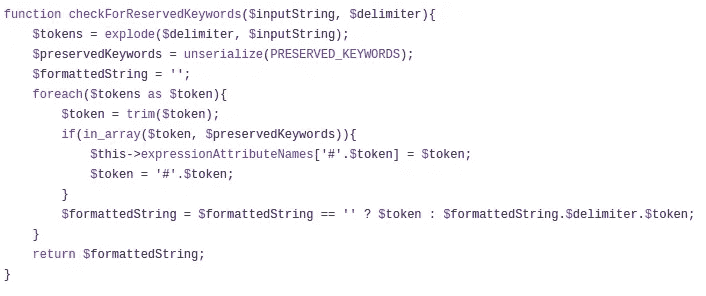 function checkForReservedKeywords($inputString, $delimiter){
    $tokens = explode($delimiter, $inputString);
    $preservedKeywords = unserialize(PRESERVED_KEYWORDS);
    $formattedString = '';
    foreach($tokens as $token){
        $token = trim($token);
        if(in_array($token, $preservedKeywords)){
            $this->expressionAttributeNames['#'.$token] = $token;
            $token = '#'.$token;
        }
        $formattedString = $formattedString == '' ? $token : $formattedString.$delimiter.$token;
    }
    return $formattedString;
}